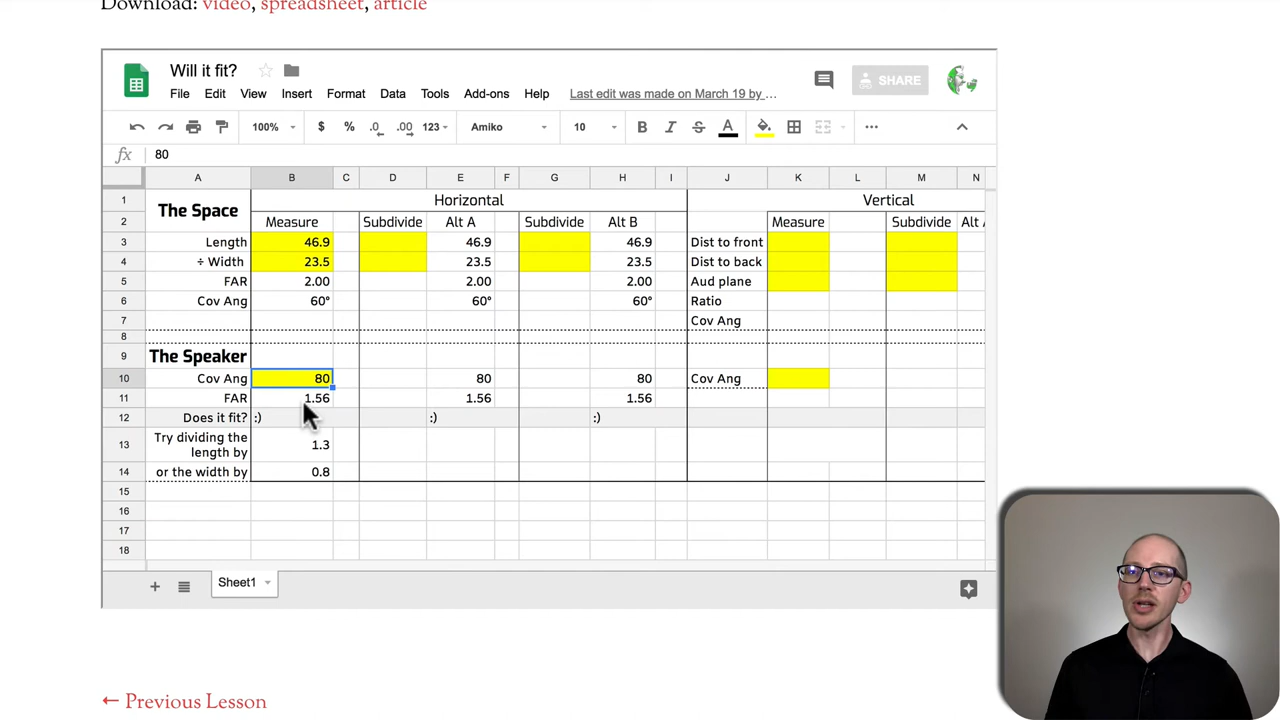 Download: video, spreadsheet, article
Will it fit?
File Edit View Insert Format Data Tools Add-ons Help Last edit was made on March 19 by ...
SHARE
100% $ % .0 .00 123 Amiko 10 B I S A
fx 80
A B C D E F G H I J K L M N
1 The Space Horizontal Vertical
2 Measure Subdivide Alt A Subdivide Alt B Measure Subdivide Alt
3 Length 46.9 46.9 46.9 Dist to front
4 ÷ Width 23.5 23.5 23.5 Dist to back
5 FAR 2.00 2.00 2.00 Aud plane
6 Cov Ang 60° 60° 60° Ratio
7 Cov Ang
8
9 The Speaker
10 Cov Ang 80 80 80 Cov Ang
11 FAR 1.56 1.56 1.56
12 Does it fit? :) :) :)
13 Try dividing the length by 1.3
14 or the width by 0.8
15
16
17
18
+ Sheet1
← Previous Lesson